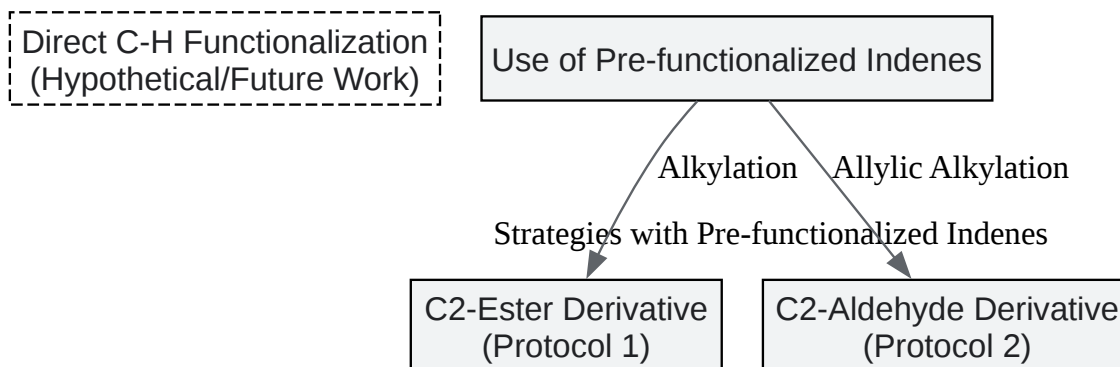 Direct C-H Functionalization
(Hypothetical/Future Work)
Use of Pre-functionalized Indenes
Alkylation
Allylic Alkylation
Strategies with Pre-functionalized Indenes
C2-Ester Derivative
(Protocol 1)
C2-Aldehyde Derivative
(Protocol 2)